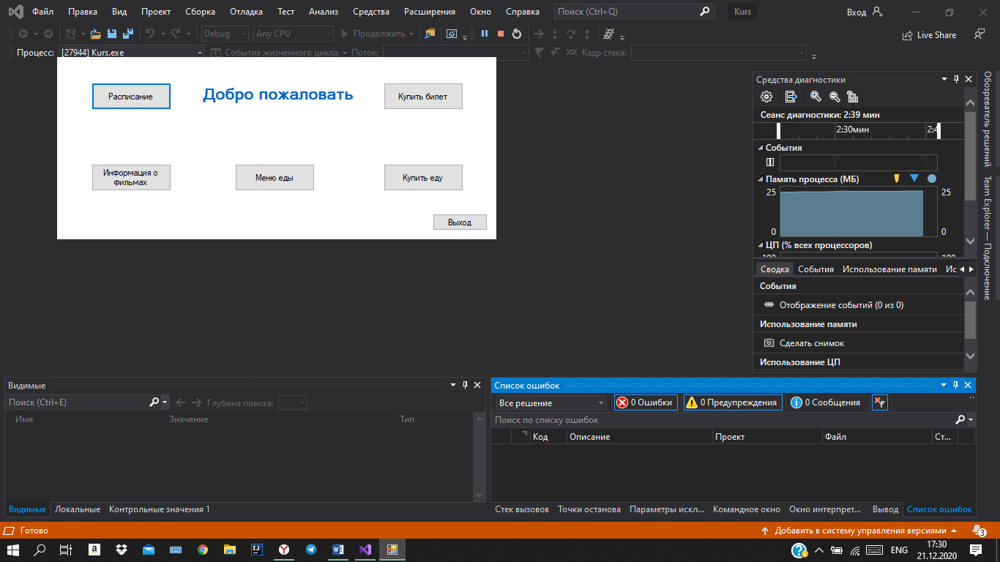 Файл Правка Вид Проект Сборка Отладка Тест Анализ Средства Расширения Окно Справка Поиск (Ctrl+Q) Kurs Вход
Debug Any CPU Продолжить Live Share
Процесс: [27944] Kurs.exe События жизненного цикла Поток: Кадр стека:
Расписание Добро пожаловать Купить билет
Информация о фильмах Меню еды Купить еду
Выход
Средства диагностики
Сеанс диагностики: 2:39 мин
2:30мин 2:4
События
Память процесса (МБ)
25 25
0 0
ЦП (% всех процессоров)
100 100
Сводка События Использование памяти Ис
События
Отображение событий (0 из 0)
Использование памяти
Сделать снимок
Использование ЦП
Обозреватель решений
Team Explorer — Подключение
Видимые
Поиск (Ctrl+E) Глубина поиска:
Имя Значение Тип
Видимые Локальные Контрольные значения 1
Список ошибок
Все решение 0 Ошибки 0 Предупреждения 0 Сообщения
Поиск по списку ошибок
Код Описание Проект Файл Ст...
Стек вызовов Точки останова Параметры искл... Командное окно Окно интерпрет... Вывод Список ошибок
Готово Добавить в систему управления версиями 3
ENG 17:30
21.12.2020